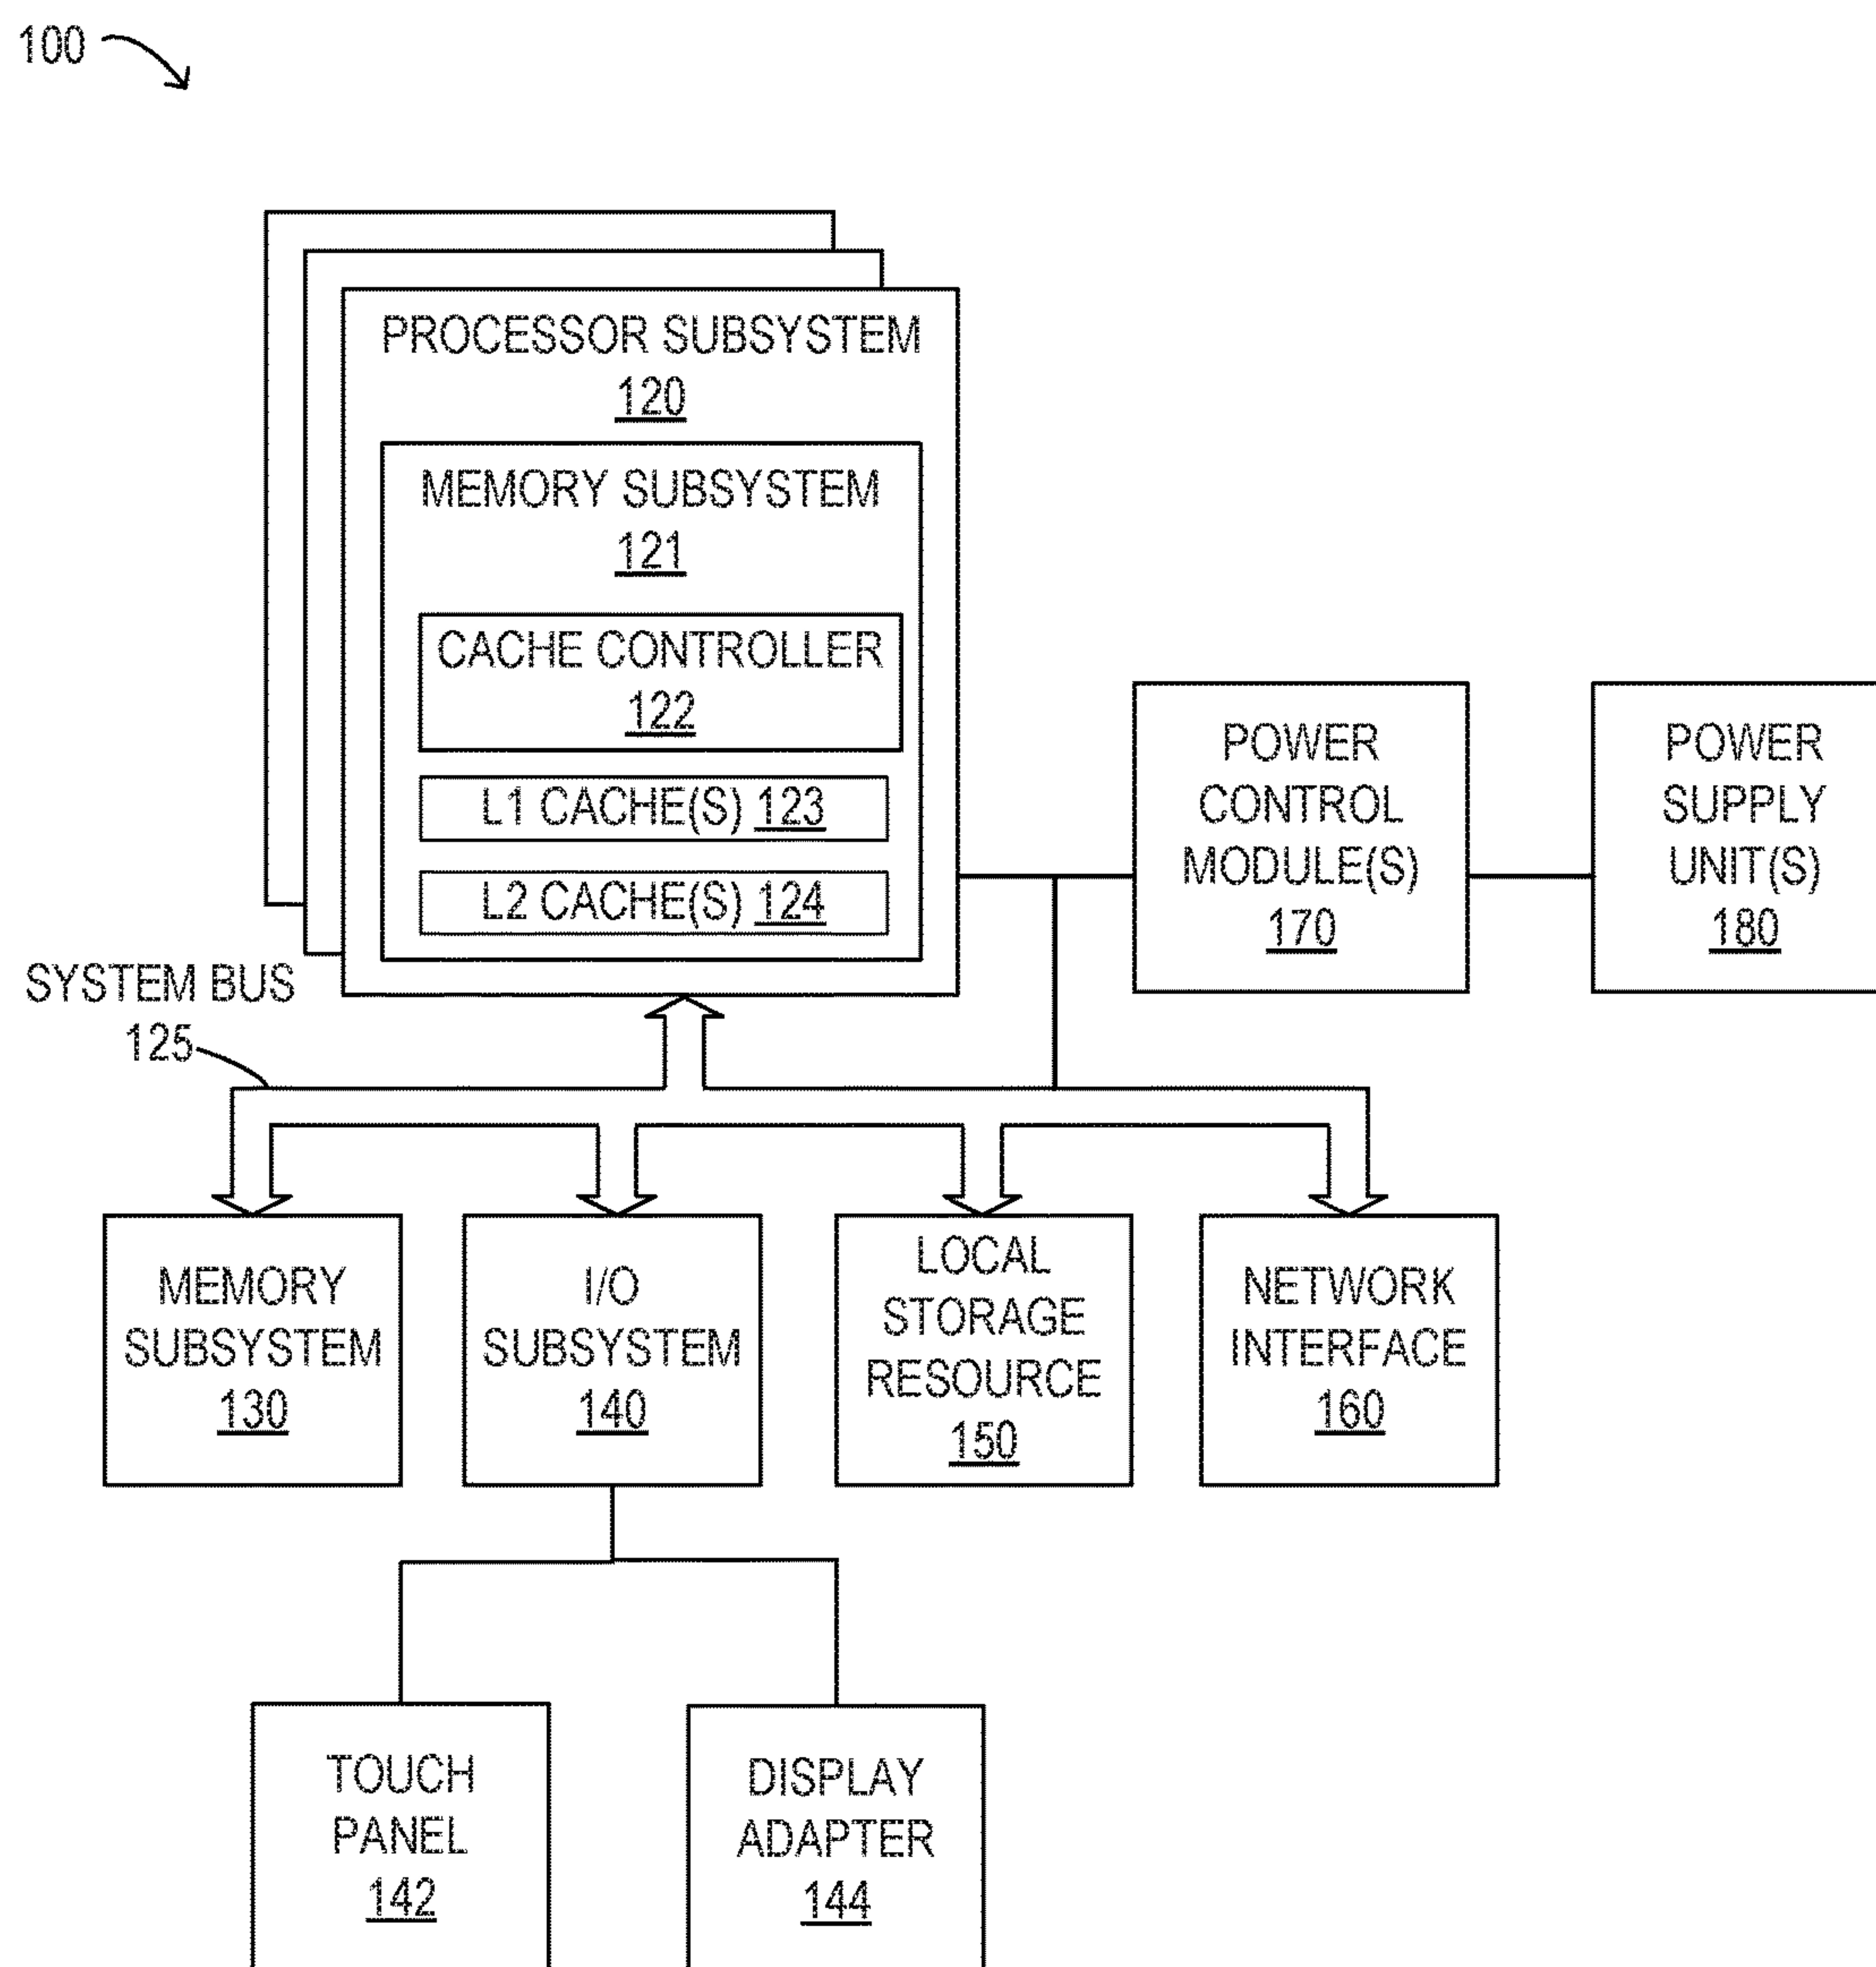 100
PROCESSOR SUBSYSTEM
120
MEMORY SUBSYSTEM
121
CACHE CONTROLLER
122
L1 CACHE(S) 123
L2 CACHE(S) 124
POWER
CONTROL
MODULE(S)
170
POWER
SUPPLY
UNIT(S)
180
SYSTEM BUS
125
MEMORY
SUBSYSTEM
130
I/O
SUBSYSTEM
140
LOCAL
STORAGE
RESOURCE
150
NETWORK
INTERFACE
160
TOUCH
PANEL
142
DISPLAY
ADAPTER
144